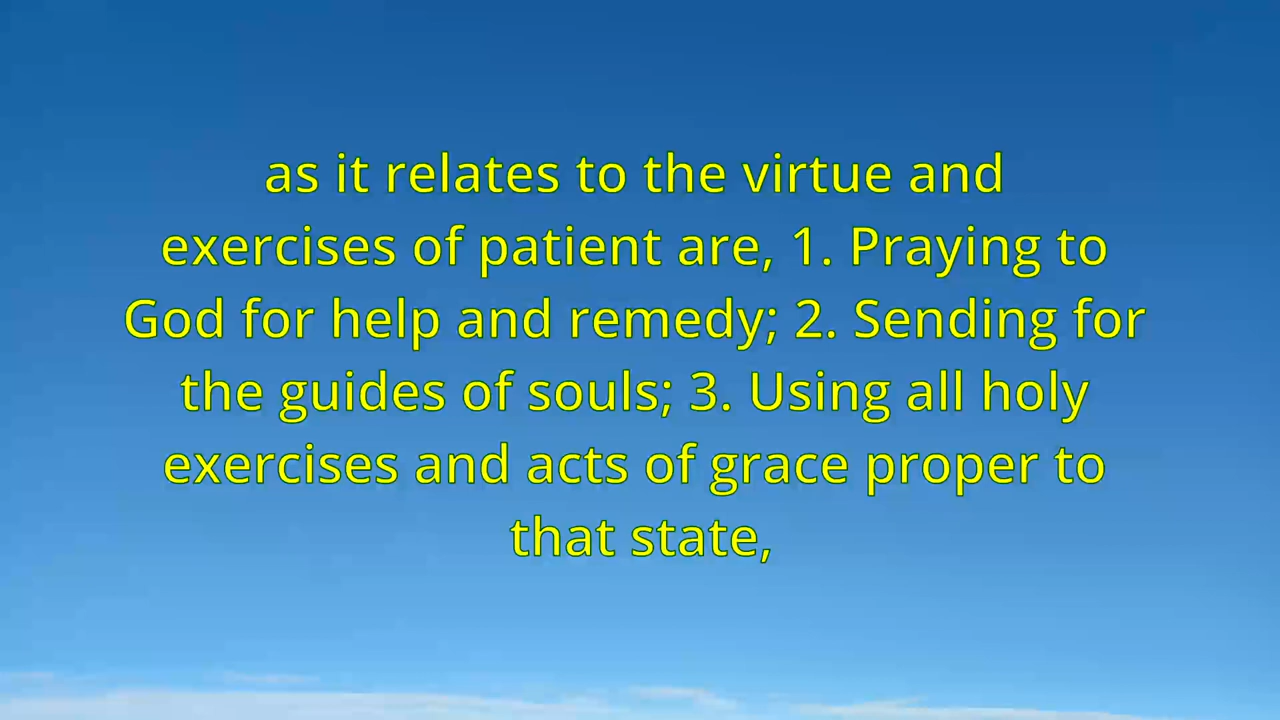 as it relates to the virtue and
exercises of patient are, 1. Praying to
God for help and remedy; 2. Sending for
the guides of souls; 3. Using all holy
exercises and acts of grace proper to
that state,